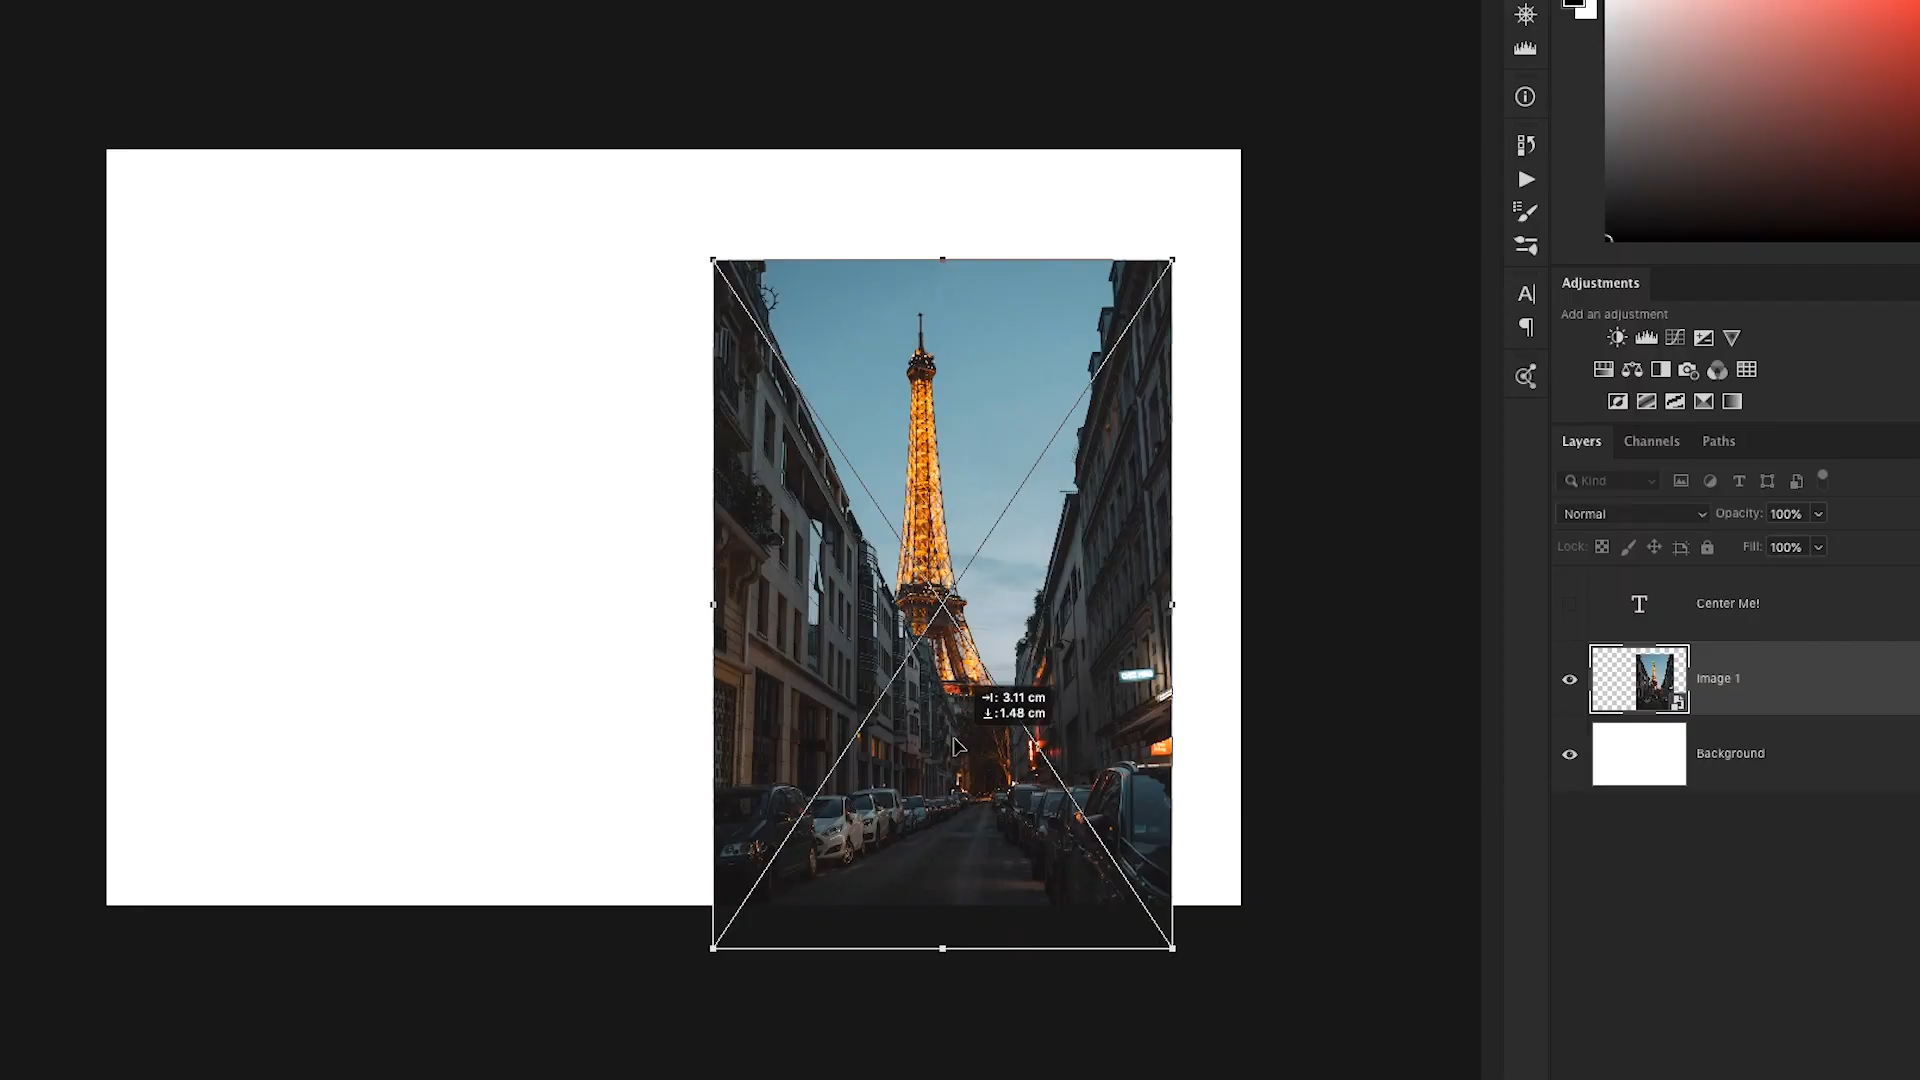 Adjustments
Add an adjustment
Layers Channels Paths
Kind
Normal Opacity: 100%
Lock: Fill: 100%
T Center Me!
Image 1
Background
3.11 cm
1.48 cm